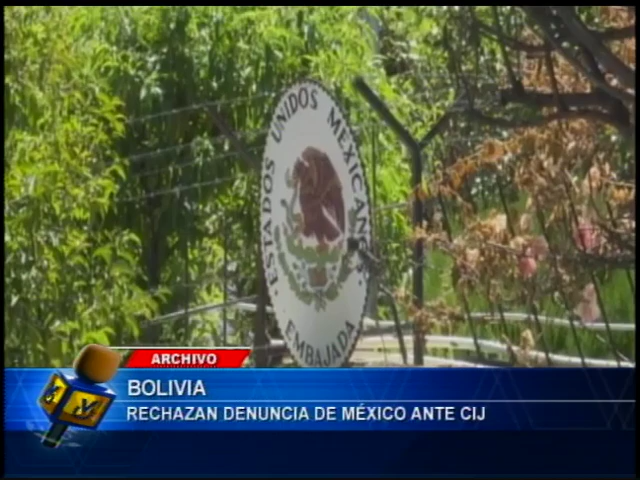 ESTADOS UNIDOS MEXICANOS
EMBAJADA
ARCHIVO
BOLIVIA
RECHAZAN DENUNCIA DE MÉXICO ANTE CIJ